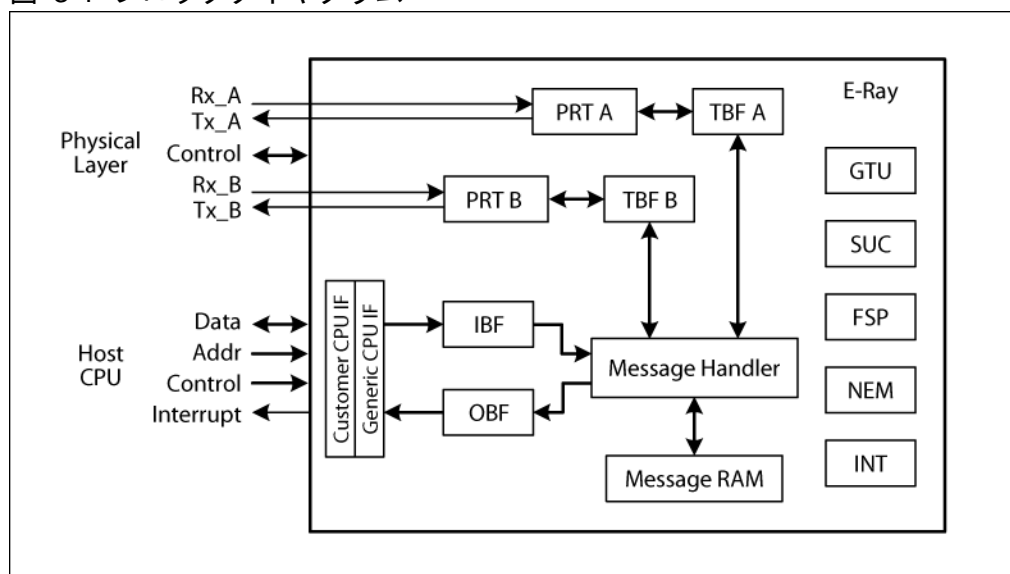 Rx_A
Tx_A
Physical
Layer
Control
Rx_B
Tx_B
PRT A
TBF A
E-Ray
PRT B
TBF B
GTU
SUC
FSP
NEM
INT
Host
CPU
Data
Addr
Control
Interrupt
Customer CPU IF
Generic CPU IF
IBF
OBF
Message Handler
Message RAM